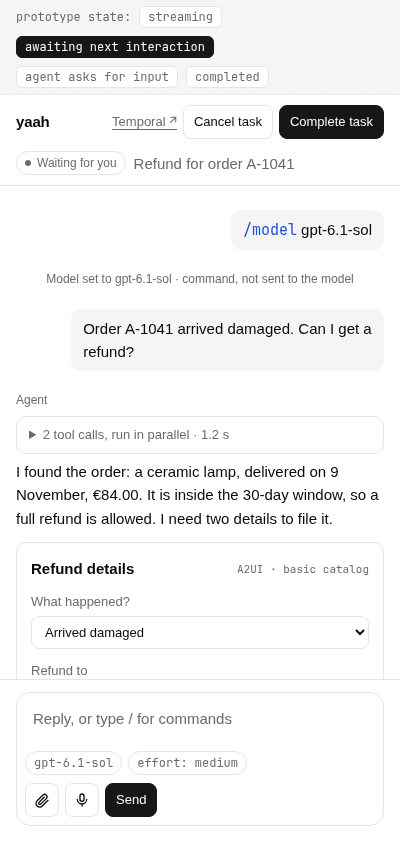 prototype state: streaming
awaiting next interaction
agent asks for input completed
yaah Temporal ↗ Cancel task Complete task
Waiting for you Refund for order A-1041
/model gpt-6.1-sol
Model set to gpt-6.1-sol · command, not sent to the model
Order A-1041 arrived damaged. Can I get a
refund?
Agent
2 tool calls, run in parallel · 1.2 s
I found the order: a ceramic lamp, delivered on 9
November, €84.00. It is inside the 30-day window, so a
full refund is allowed. I need two details to file it.
Refund details A2UI · basic catalog
What happened?
Arrived damaged
Refund to
Reply, or type / for commands
gpt-6.1-sol effort: medium
Send